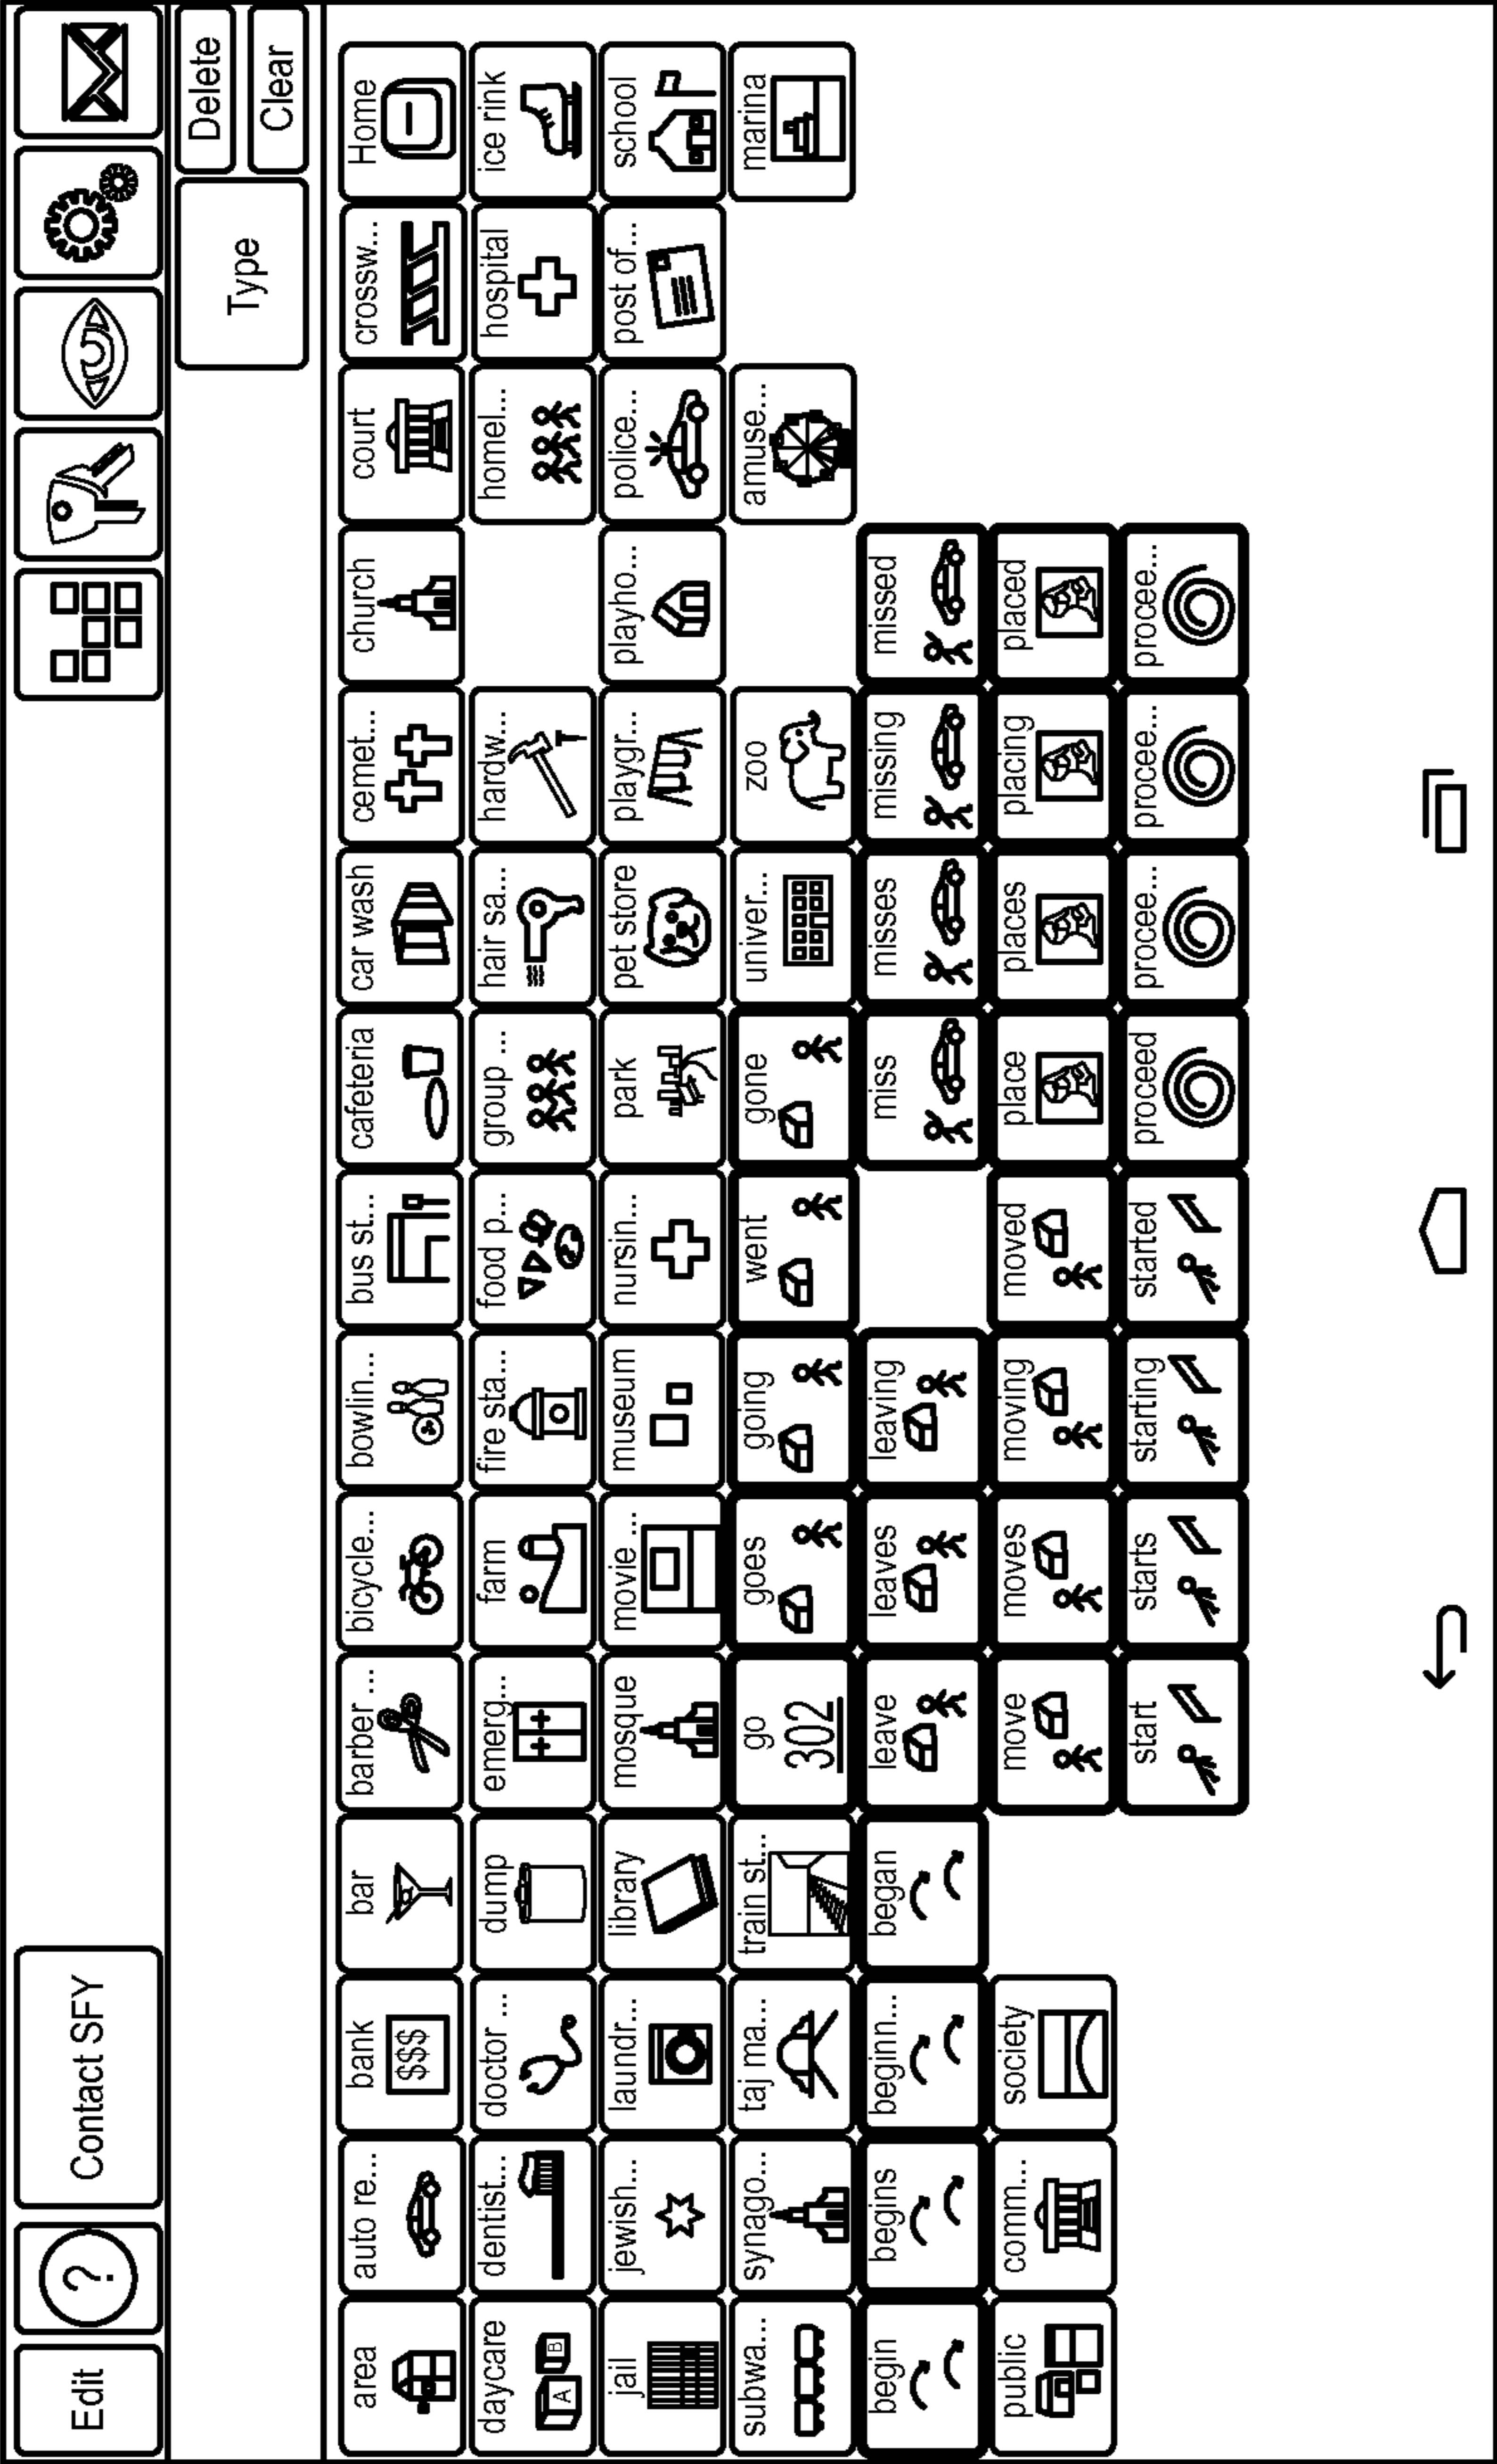 Edit ? Contact SFY
Delete
Type
Clear
area auto re... bank bar barber ... bicycle... bowlin... bus st... cafeteria car wash cemet... church court crossw... Home
$$$
daycare dentist... doctor ... dump emerg... farm fire sta... food p... group ... hair sa... hardw... homel... hospital ice rink
A B
jail jewish... laundr... library mosque movie ... museum nursin... park pet store playgr... playho... police... post of... school
subwa... synago... taj ma... train st... go goes going went gone univer... zoo amuse... marina
302
begin begins beginn... began leave leaves leaving miss misses missing missed
public comm... society move moves moving moved place places placing placed
start starts starting started proceed procee... procee... procee...